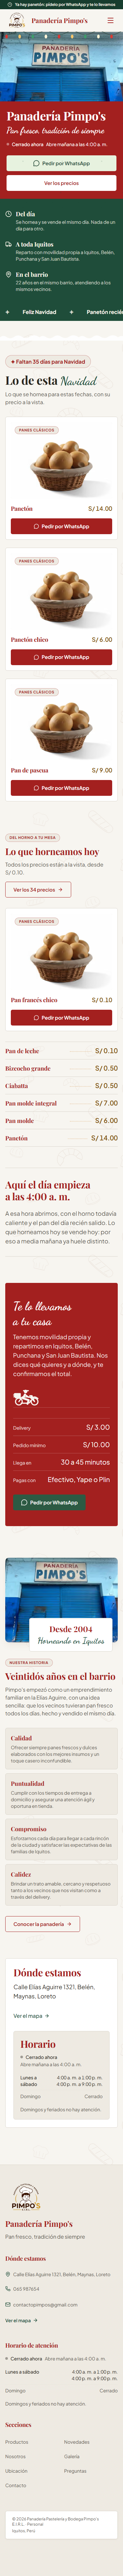 Ya hay panetón: pídelo por WhatsApp y te lo llevamos
PIMPO'S
Panadería Pimpo's
Panadería Pimpo's
Pan fresco, tradición de siempre
Cerrado ahora Abre mañana a las 4:00 a. m.
Pedir por WhatsApp
Ver los precios
Del día
Se hornea y se vende el mismo día. Nada de un día para otro.
A toda Iquitos
Reparto con movilidad propia y Iquitos, Belén, Punchana y San Juan Bautista.
En el barrio
22 años en el mismo barrio, atendiendo a los mismos vecinos.
Feliz Navidad
Panetón recién
Faltan 35 días para Navidad
Lo de esta Navidad
Lo que se hornea para estas fechas, con su precio a la vista.
PANES CLÁSICOS
Panetón S/ 14.00
Pedir por WhatsApp
PANES CLÁSICOS
Panetón chico S/ 6.00
Pedir por WhatsApp
PANES CLÁSICOS
Pan de pascua S/ 9.00
Pedir por WhatsApp
DEL HORNO A TU MESA
Lo que horneamos hoy
Todos los precios están a la vista, desde S/ 0.10.
Ver los 34 precios →
PANES CLÁSICOS
Pan francés chico S/ 0.10
Pedir por WhatsApp
Pan de leche S/ 0.10
Bizcocho grande S/ 0.50
Ciabatta S/ 0.50
Pan molde integral S/ 7.00
Pan molde S/ 6.00
Panetón S/ 14.00
Aquí el día empieza
a las 4:00 a. m.
A esa hora abrimos, con el horno todavía caliente y el pan del día recién salido. Lo que horneamos hoy se vende hoy: por eso a media mañana ya huele distinto.
Te lo llevamos
a tu casa
Tenemos movilidad propia y repartimos en Iquitos, Belén, Punchana y San Juan Bautista. Nos dices qué quieres y a dónde, y te confirmamos el total.
Delivery S/ 3.00
Pedido mínimo S/ 10.00
Llega en 30 a 45 minutos
Pagas con Efectivo, Yape o Plin
Pedir por WhatsApp
Desde 2004
Horneando en Iquitos
NUESTRA HISTORIA
Veintidós años en el barrio
Pimpo's empezó como un emprendimiento familiar en la Elías Aguirre, con una idea simple: que los vecinos tuvieran pan fresco todos los días, hecho y vendido el mismo día.
Calidad
Ofrecer siempre panes frescos y dulces elaborados con los mejores insumos y un toque casero inconfundible.
Puntualidad
Cumplir con los tiempos de entrega a domicilio y asegurar una atención ágil y oportuna en tienda.
Compromiso
Esforzarnos cada día para llegar a cada rincón de la ciudad y satisfacer las expectativas de las familias de Iquitos.
Calidez
Brindar un trato amable, cercano y respetuoso tanto a los vecinos que nos visitan como a través del delivery.
Conocer la panadería →
Dónde estamos
Calle Elías Aguirre 1321, Belén, Maynas, Loreto
Ver el mapa →
Horario
Cerrado ahora
Abre mañana a las 4:00 a. m.
Lunes a sábado 4:00 a. m. a 1:00 p. m.
4:00 p. m. a 9:00 p. m.
Domingo Cerrado
Domingos y feriados no hay atención.
PIMPO'S
Panadería Pimpo's
Pan fresco, tradición de siempre
Dónde estamos
Calle Elías Aguirre 1321, Belén, Maynas, Loreto
065 987654
contactopimpos@gmail.com
Ver el mapa →
Horario de atención
Cerrado ahora Abre mañana a las 4:00 a. m.
Lunes a sábado 4:00 a. m. a 1:00 p. m.
4:00 p. m. a 9:00 p. m.
Domingo Cerrado
Domingos y feriados no hay atención.
Secciones
Productos Novedades
Nosotros Galería
Ubicación Preguntas
Contacto
© 2026 Panadería Pastelería y Bodega Pimpo's E.I.R.L. · Personal
Iquitos, Perú